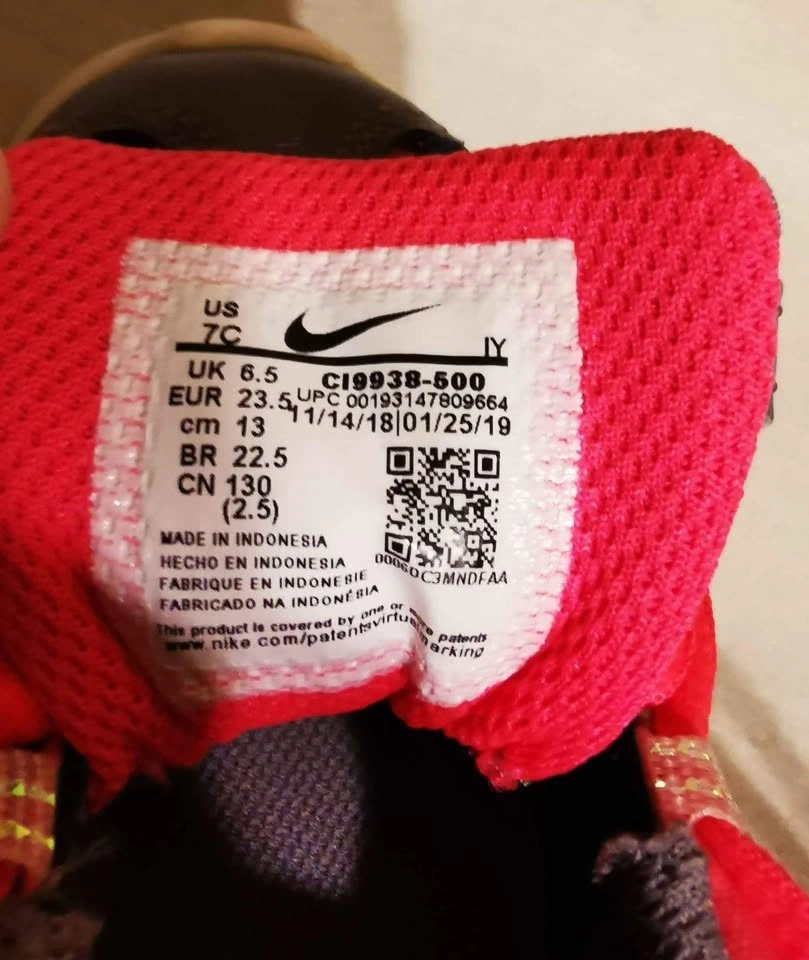 US
7C
IY
UK 6.5
EUR 23.5
cm 13
BR 22.5
CN 130
(2.5)
CI9938-500
UPC 00193147809664
11/14/18|01/25/19
00060C3MNDFAA
MADE IN INDONESIA
HECHO EN INDONESIA
FABRIQUE EN INDONESIE
FABRICADO NA INDONÉSIA
This product is covered by one or more patents
www.nike.com/patentsvirtualmarking